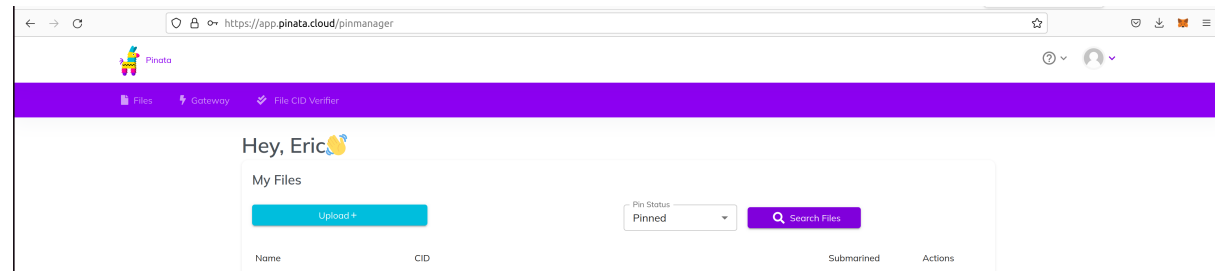 https://app.pinata.cloud/pinmanager
Pinata
Files Gateway File CID Verifier
Hey, Eric👋
My Files
Upload +
Pin Status
Pinned
Search Files
Name CID Submarined Actions